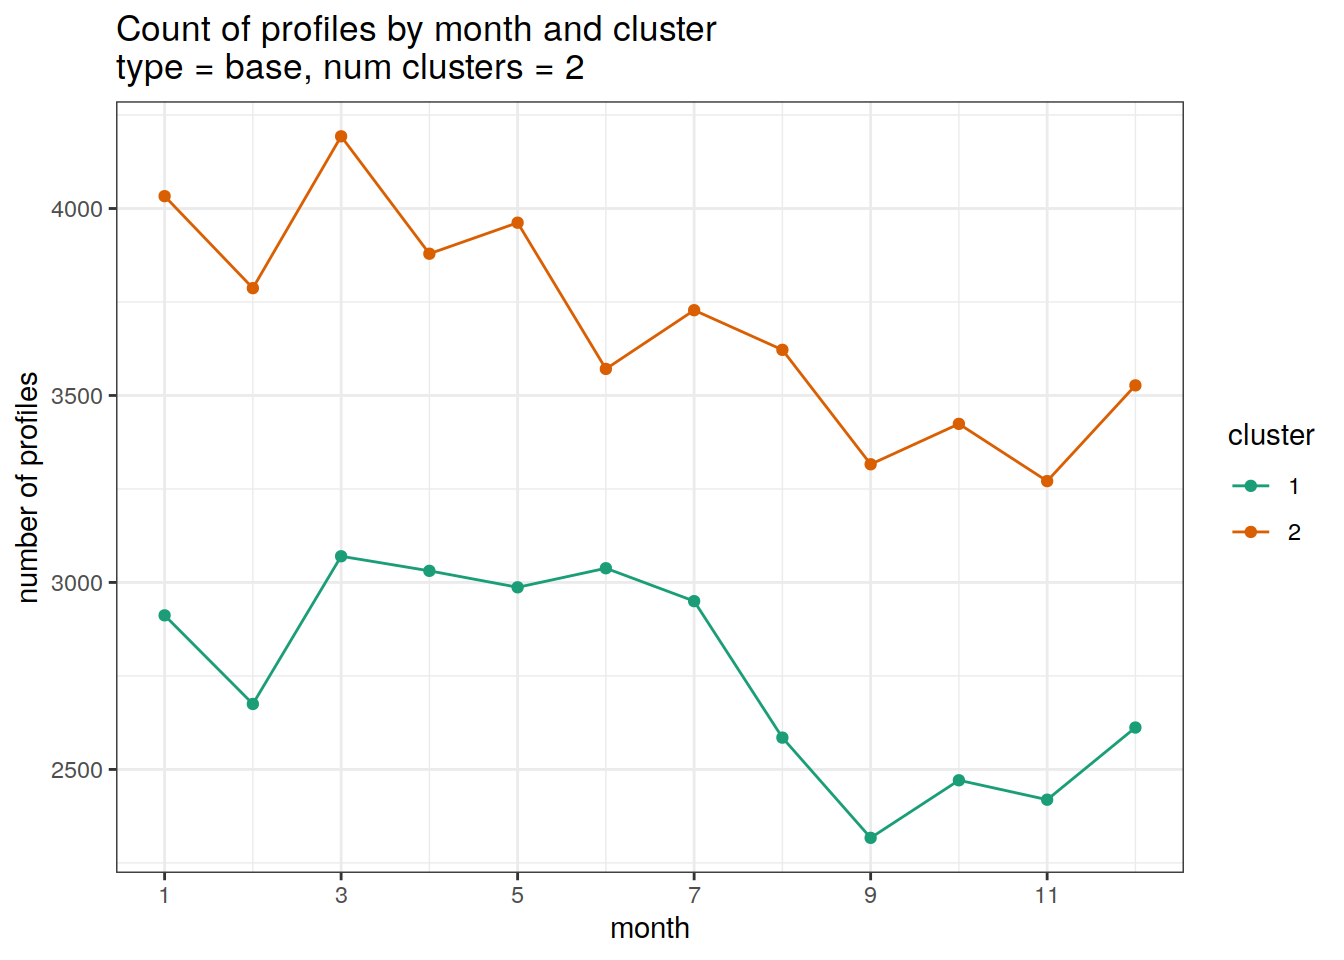 Count of profiles by month and cluster
type = base, num clusters = 2
number of profiles
4000
3500
3000
2500
1 3 5 7 9 11
month
cluster
1
2